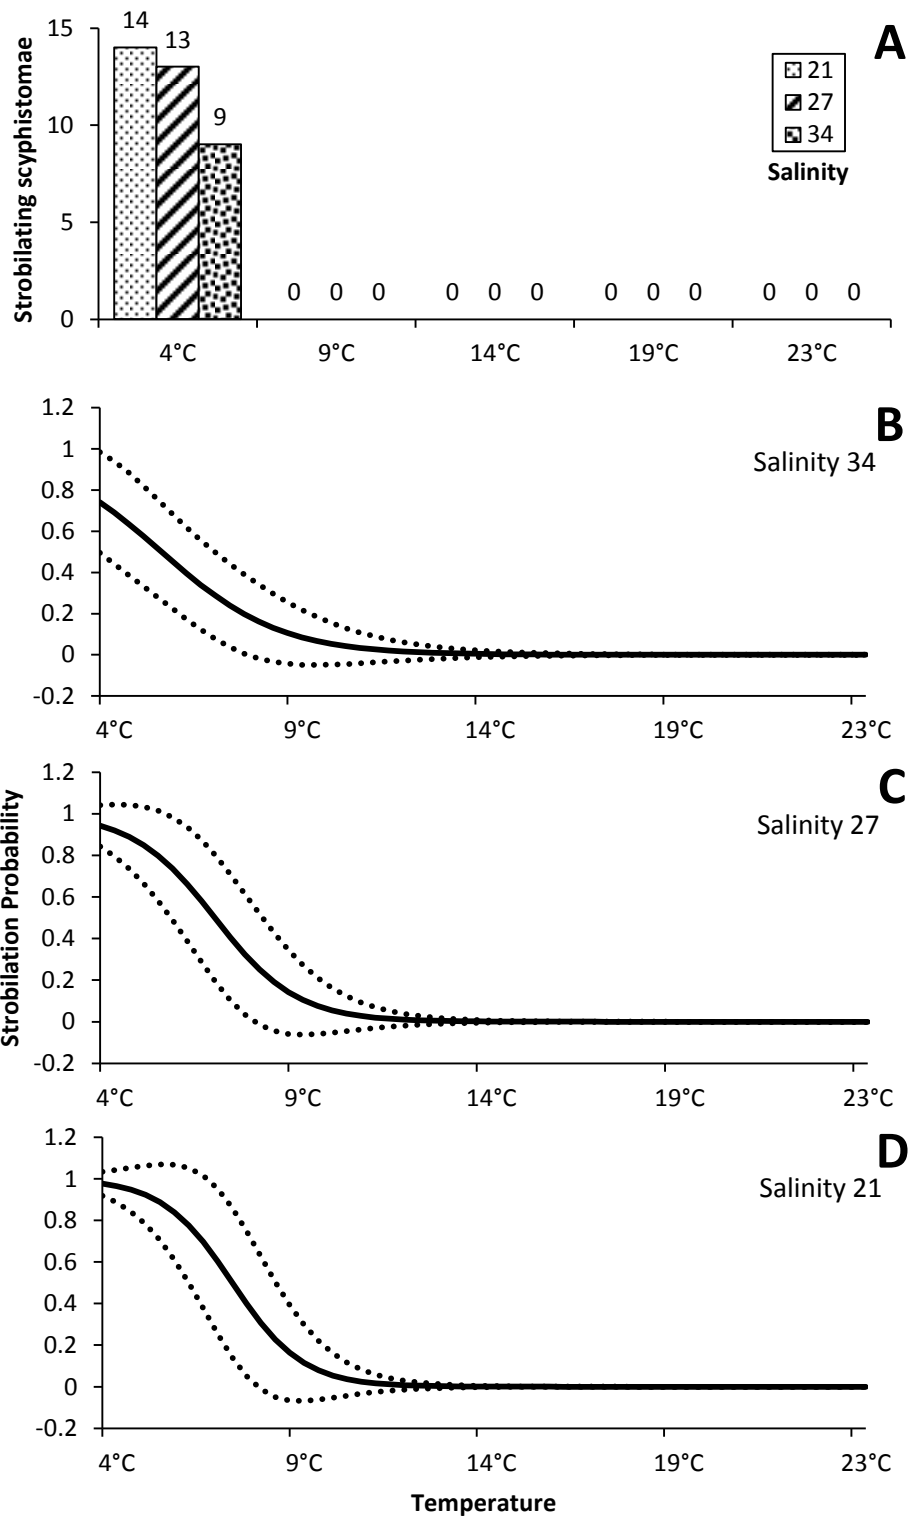 A
Strobilating scyphistomae
15
10
5
0
14
13
9
0 0 0
0 0 0
0 0 0
0 0 0
21
27
34
Salinity
4°C 9°C 14°C 19°C 23°C
B
Salinity 34
1.2
1
0.8
0.6
0.4
0.2
0
-0.2
4°C 9°C 14°C 19°C 23°C
Strobilation Probability
C
Salinity 27
1.2
1
0.8
0.6
0.4
0.2
0
-0.2
4°C 9°C 14°C 19°C 23°C
D
Salinity 21
1.2
1
0.8
0.6
0.4
0.2
0
-0.2
4°C 9°C 14°C 19°C 23°C
Temperature